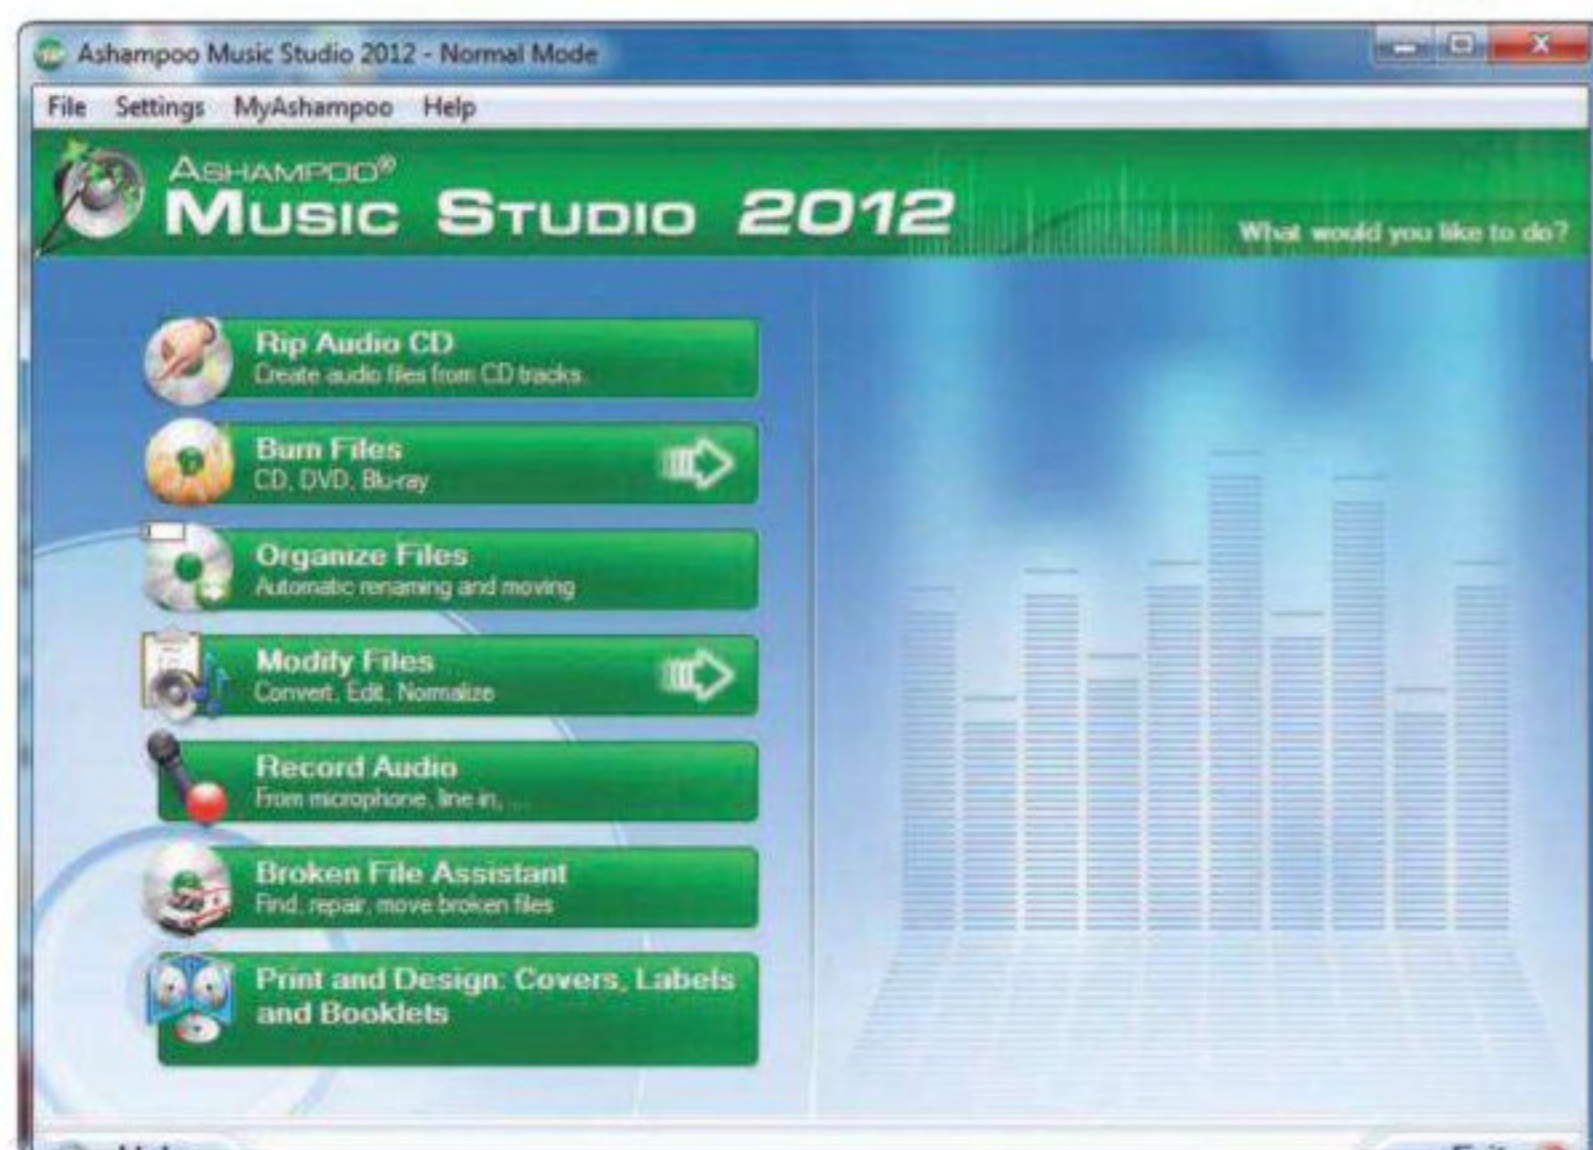 Ashampoo Music Studio 2012 - Normal Mode
File Settings MyAshampoo Help
ASHAMPOO®
MUSIC STUDIO 2012
What would you like to do?
Rip Audio CD
Create audio files from CD tracks.
Burn Files
CD, DVD, Blu-ray
Organize Files
Automatic renaming and moving
Modify Files
Convert, Edit, Normalize
Record Audio
From microphone, line in, ...
Broken File Assistant
Find, repair, move broken files
Print and Design: Covers, Labels
and Booklets